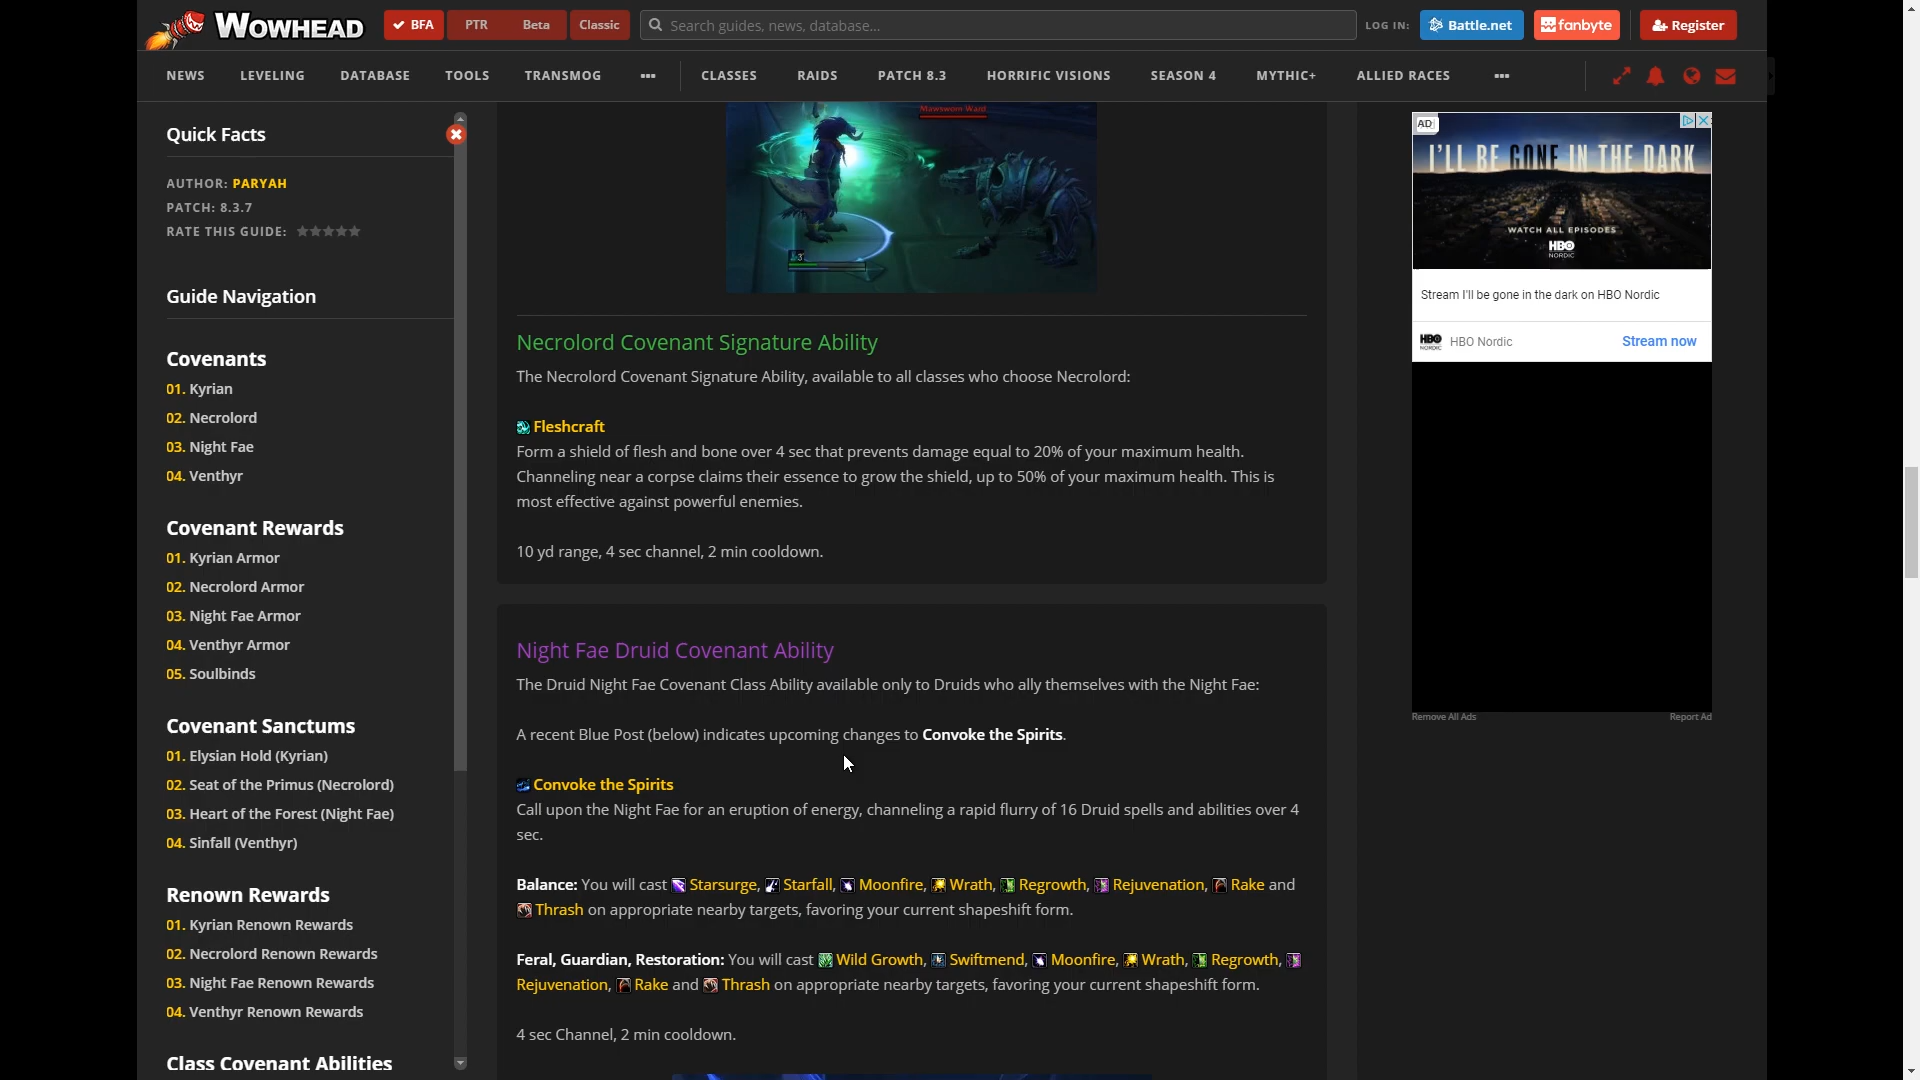 WOWHEAD
BFA
PTR
Beta
Classic
Search guides, news, database...
LOG IN:
Battle.net
fanbyte
Register
NEWS
LEVELING
DATABASE
TOOLS
TRANSMOG
CLASSES
RAIDS
PATCH 8.3
HORRIFIC VISIONS
SEASON 4
MYTHIC+
ALLIED RACES
Quick Facts
AUTHOR: PARYAH
PATCH: 8.3.7
RATE THIS GUIDE:
Guide Navigation
Covenants
01. Kyrian
02. Necrolord
03. Night Fae
04. Venthyr
Covenant Rewards
01. Kyrian Armor
02. Necrolord Armor
03. Night Fae Armor
04. Venthyr Armor
05. Soulbinds
Covenant Sanctums
01. Elysian Hold (Kyrian)
02. Seat of the Primus (Necrolord)
03. Heart of the Forest (Night Fae)
04. Sinfall (Venthyr)
Renown Rewards
01. Kyrian Renown Rewards
02. Necrolord Renown Rewards
03. Night Fae Renown Rewards
04. Venthyr Renown Rewards
Class Covenant Abilities
Mawsworn Ward
Necrolord Covenant Signature Ability
The Necrolord Covenant Signature Ability, available to all classes who choose Necrolord:
Fleshcraft
Form a shield of flesh and bone over 4 sec that prevents damage equal to 20% of your maximum health.
Channeling near a corpse claims their essence to grow the shield, up to 50% of your maximum health. This is
most effective against powerful enemies.
10 yd range, 4 sec channel, 2 min cooldown.
Night Fae Druid Covenant Ability
The Druid Night Fae Covenant Class Ability available only to Druids who ally themselves with the Night Fae:
A recent Blue Post (below) indicates upcoming changes to Convoke the Spirits.
Convoke the Spirits
Call upon the Night Fae for an eruption of energy, channeling a rapid flurry of 16 Druid spells and abilities over 4
sec.
Balance: You will cast Starsurge, Starfall, Moonfire, Wrath, Regrowth, Rejuvenation, Rake and
Thrash on appropriate nearby targets, favoring your current shapeshift form.
Feral, Guardian, Restoration: You will cast Wild Growth, Swiftmend, Moonfire, Wrath, Regrowth,
Rejuvenation, Rake and Thrash on appropriate nearby targets, favoring your current shapeshift form.
4 sec Channel, 2 min cooldown.
AD
I'LL BE GONE IN THE DARK
WATCH ALL EPISODES
HBO
NORDIC
Stream I'll be gone in the dark on HBO Nordic
HBO
NORDIC
HBO Nordic
Stream now
Remove All Ads
Report Ad